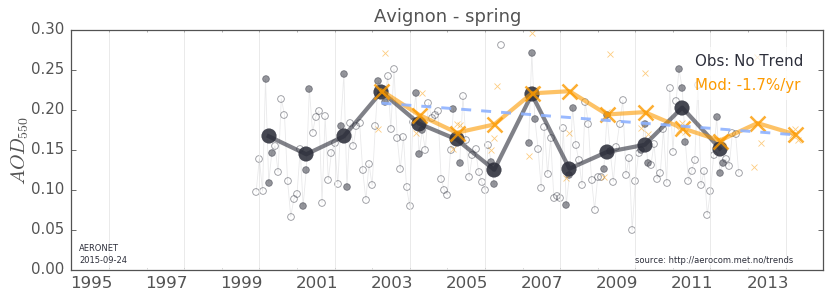 Avignon - spring
0.30
0.25
0.20
0.15
0.10
0.05
0.00
AOD550
Obs: No Trend
Mod: -1.7%/yr
AERONET
2015-09-24
source: http://aerocom.met.no/trends
1995 1997 1999 2001 2003 2005 2007 2009 2011 2013